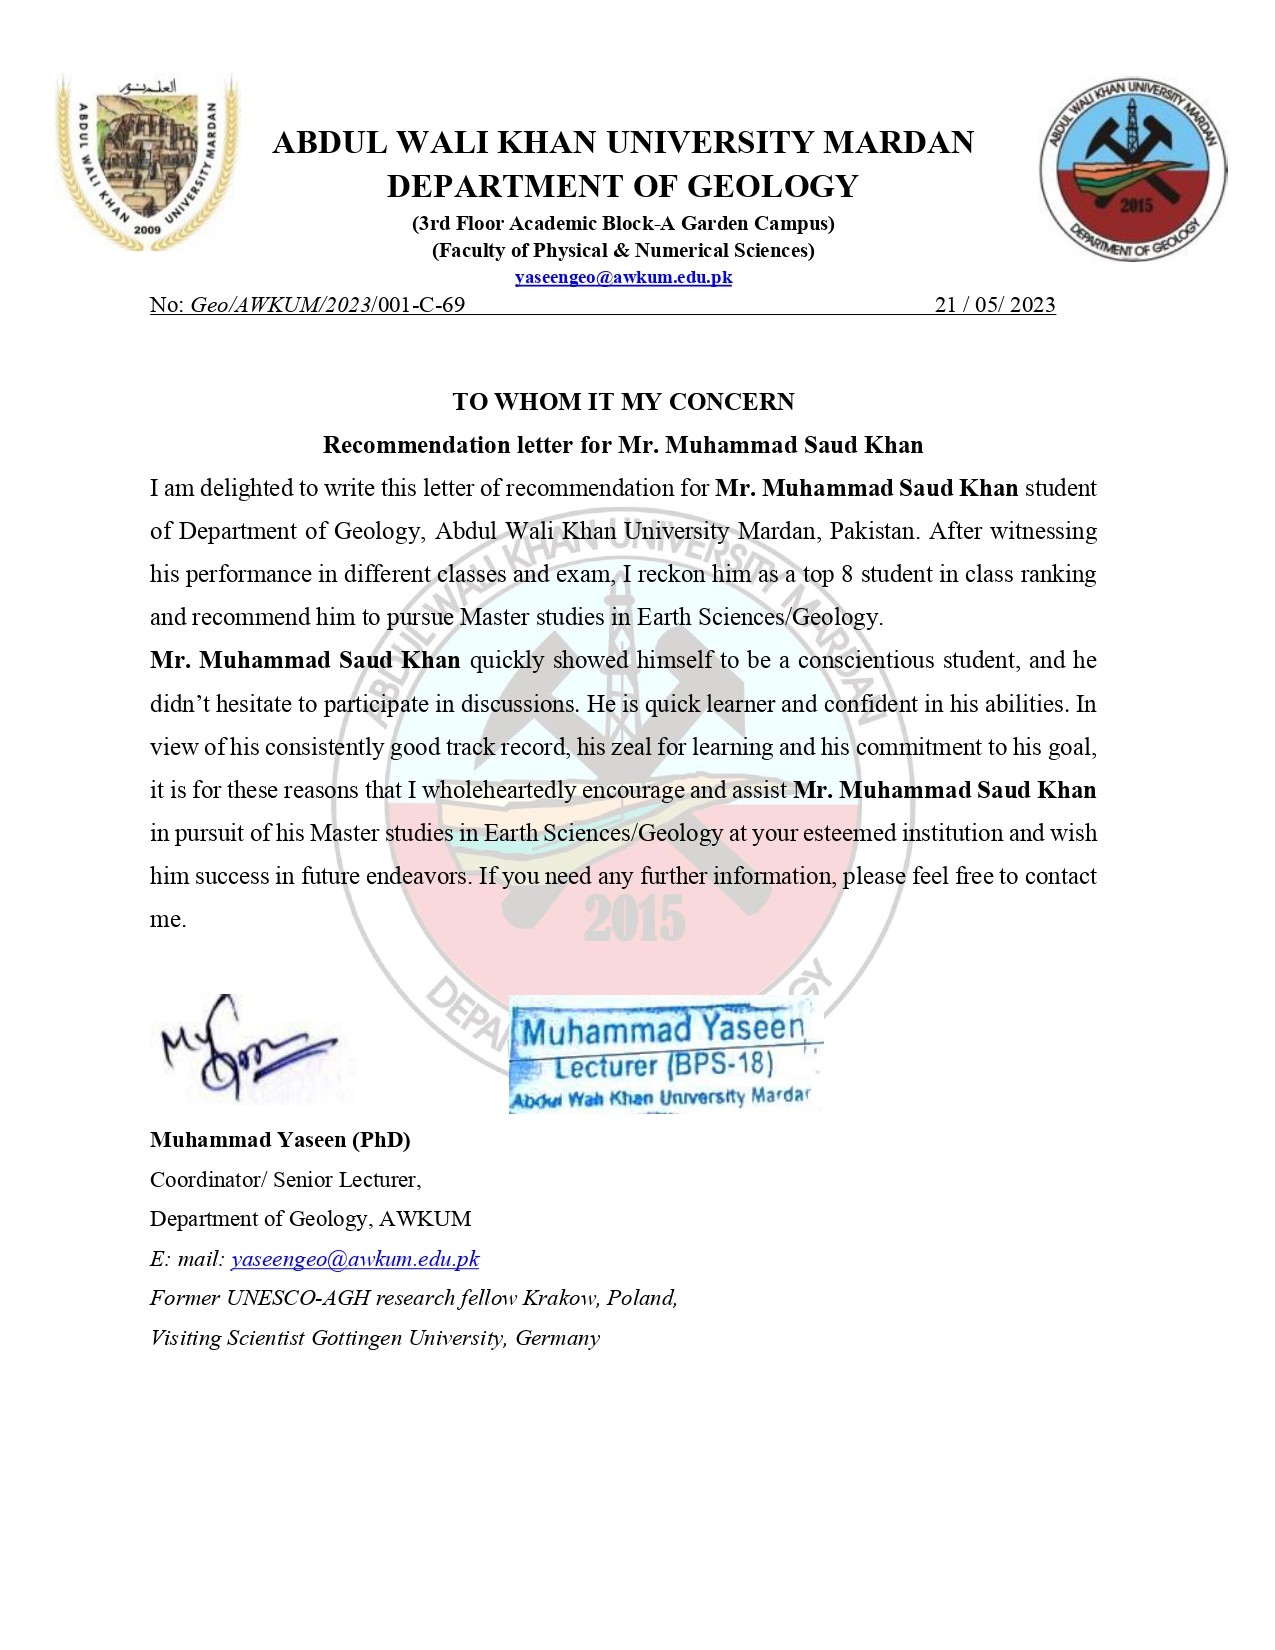 العلم نور
ABDUL WALI KHAN UNIVERSITY MARDAN
2009
ABDUL WALI KHAN UNIVERSITY MARDAN
DEPARTMENT OF GEOLOGY
(3rd Floor Academic Block-A Garden Campus)
(Faculty of Physical & Numerical Sciences)
yaseengeo@awkum.edu.pk
ABDUL WALI KHAN UNIVERSITY MARDAN
2015
DEPARTMENT OF GEOLOGY
No: Geo/AWKUM/2023/001-C-69 21 / 05/ 2023
TO WHOM IT MY CONCERN
Recommendation letter for Mr. Muhammad Saud Khan
I am delighted to write this letter of recommendation for Mr. Muhammad Saud Khan student
of Department of Geology, Abdul Wali Khan University Mardan, Pakistan. After witnessing
his performance in different classes and exam, I reckon him as a top 8 student in class ranking
and recommend him to pursue Master studies in Earth Sciences/Geology.
Mr. Muhammad Saud Khan quickly showed himself to be a conscientious student, and he
didn’t hesitate to participate in discussions. He is quick learner and confident in his abilities. In
view of his consistently good track record, his zeal for learning and his commitment to his goal,
it is for these reasons that I wholeheartedly encourage and assist Mr. Muhammad Saud Khan
in pursuit of his Master studies in Earth Sciences/Geology at your esteemed institution and wish
him success in future endeavors. If you need any further information, please feel free to contact
me.
ABDUL WALI KHAN UNIVERSITY MARDAN
2015
Muhammad Yaseen
Lecturer (BPS-18)
Abdul Wali Khan University Mardan
Muhammad Yaseen (PhD)
Coordinator/ Senior Lecturer,
Department of Geology, AWKUM
E: mail: yaseengeo@awkum.edu.pk
Former UNESCO-AGH research fellow Krakow, Poland,
Visiting Scientist Gottingen University, Germany